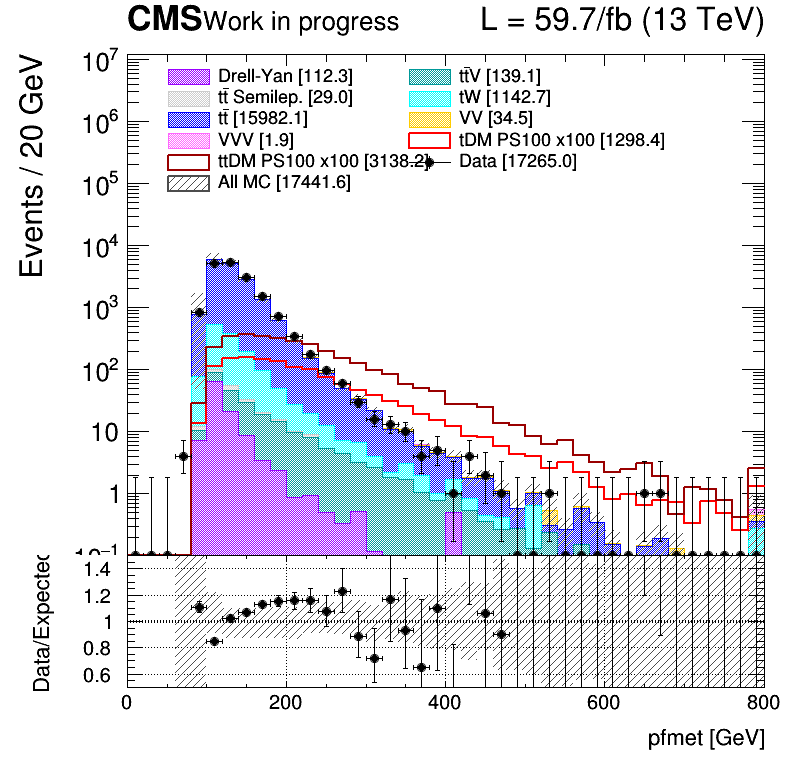 CMS Work in progress L = 59.7/fb (13 TeV)
Events / 20 GeV
10^7
10^6
10^5
10^4
10^3
10^2
10
1
10^−1
Drell-Yan [112.3]
tt̄ Semilep. [29.0]
tt̄ [15982.1]
VVV [1.9]
ttDM PS100 x100 [3138.2]
All MC [17441.6]
tt̄V [139.1]
tW [1142.7]
VV [34.5]
tDM PS100 x100 [1298.4]
Data [17265.0]
Data/Expected
1.4
1.2
1
0.8
0.6
0 200 400 600 800
pfmet [GeV]